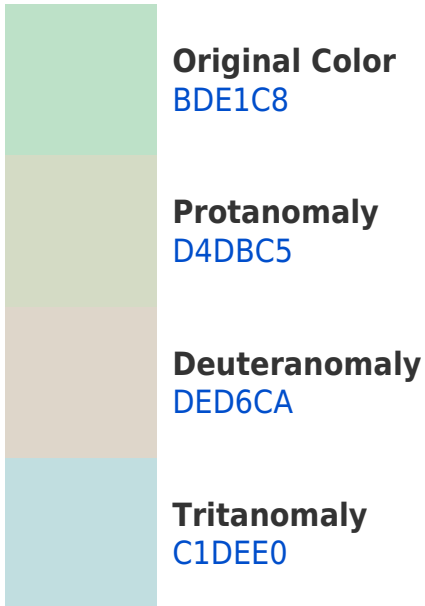 Original Color
BDE1C8
Protanomaly
D4DBC5
Deuteranomaly
DED6CA
Tritanomaly
C1DEE0